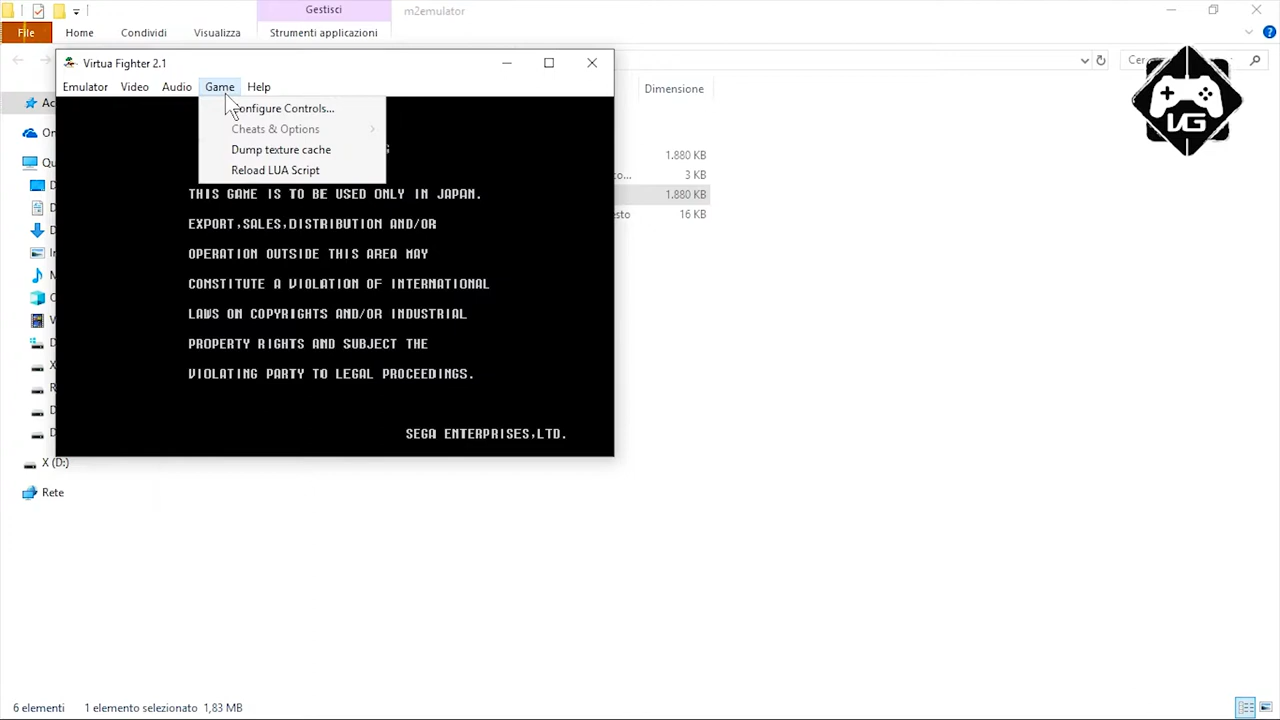 Gestisci
m2emulator
File
Home
Condividi
Visualizza
Strumenti applicazioni
Virtua Fighter 2.1
Emulator
Video
Audio
Game
Help
Dimensione
Configure Controls...
Cheats & Options
Dump texture cache
Reload LUA Script
1.880 KB
3 KB
1.880 KB
16 KB
THIS GAME IS TO BE USED ONLY IN JAPAN.
EXPORT,SALES,DISTRIBUTION AND/OR
OPERATION OUTSIDE THIS AREA MAY
CONSTITUTE A VIOLATION OF INTERNATIONAL
LAWS ON COPYRIGHTS AND/OR INDUSTRIAL
PROPERTY RIGHTS AND SUBJECT THE
VIOLATING PARTY TO LEGAL PROCEEDINGS.
SEGA ENTERPRISES,LTD.
X (D:)
Rete
VG
6 elementi
1 elemento selezionato 1,83 MB